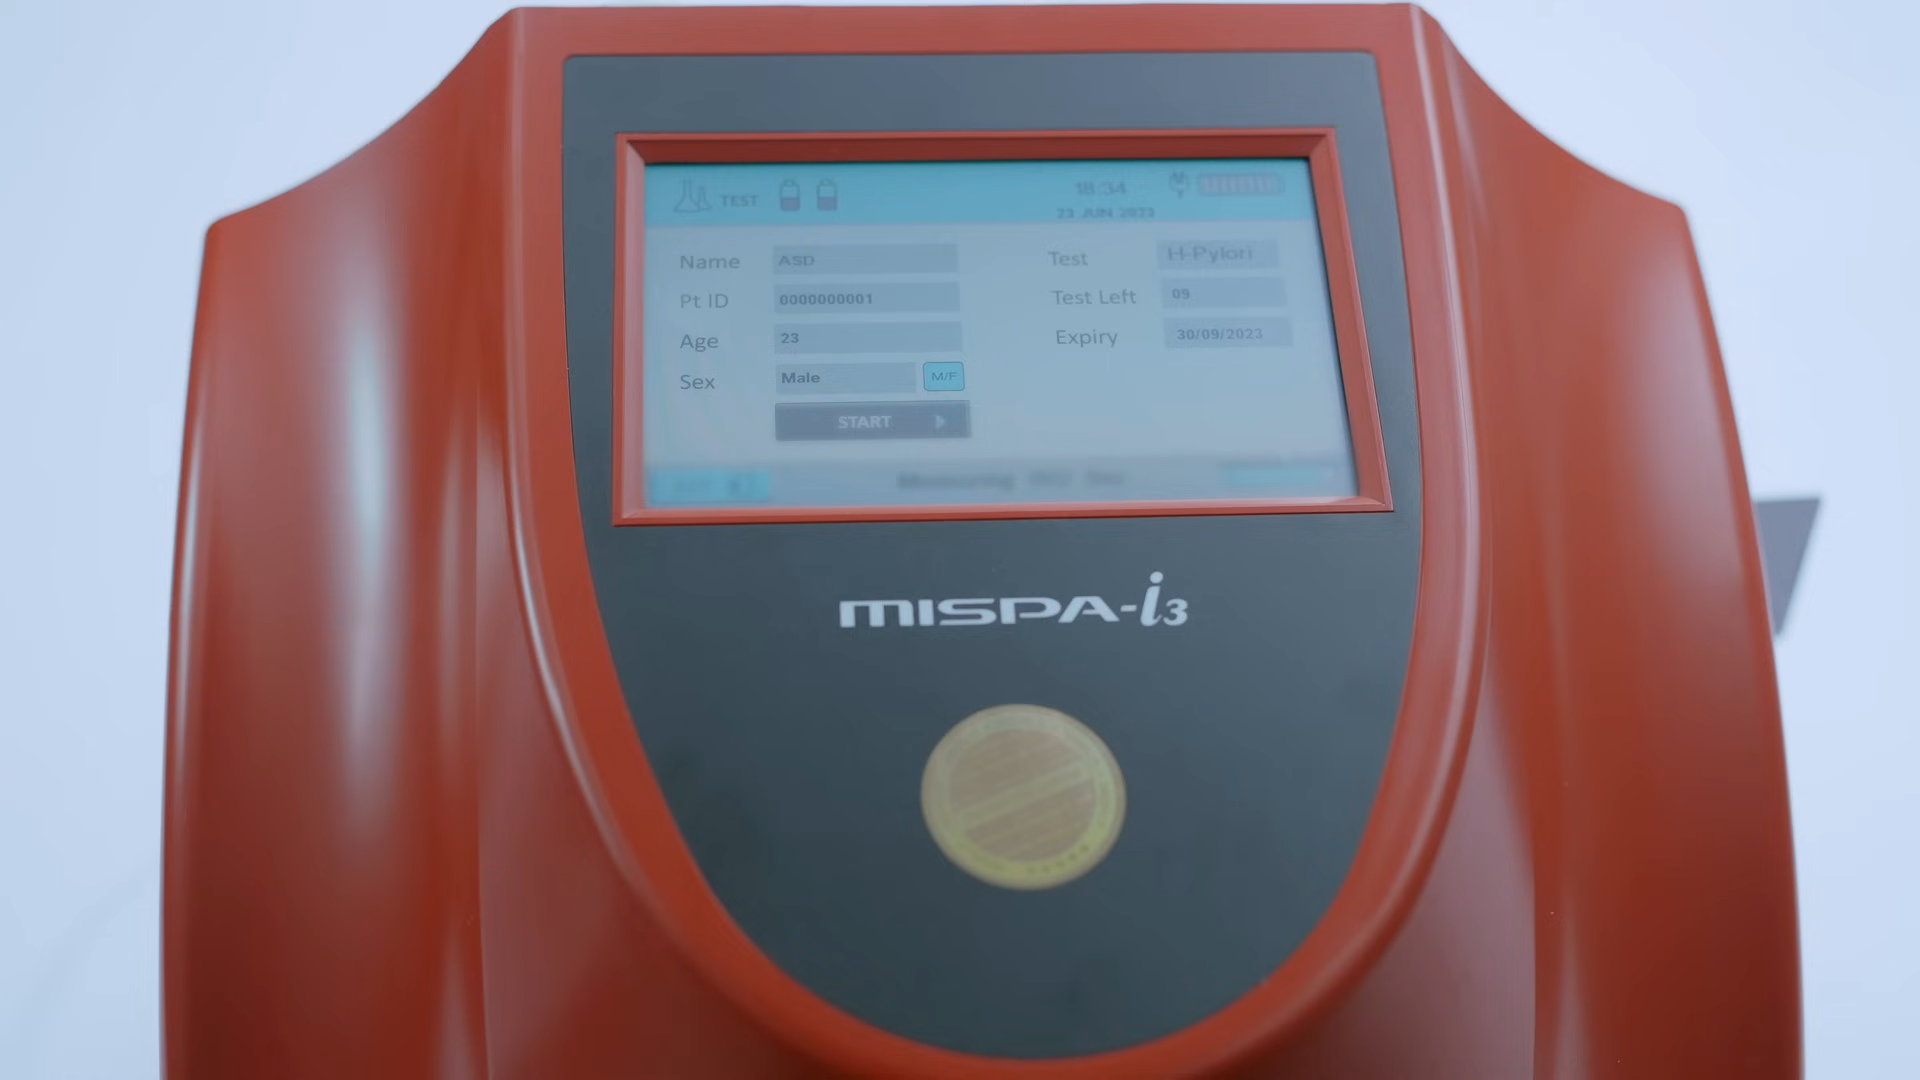 TEST
18:34
23 JUN 2023
Name ASD
Test H-Pylori
Pt ID 0000000001
Test Left 09
Age 23
Expiry 30/09/2023
Sex Male M/F
START
Measuring
MISPA-i3